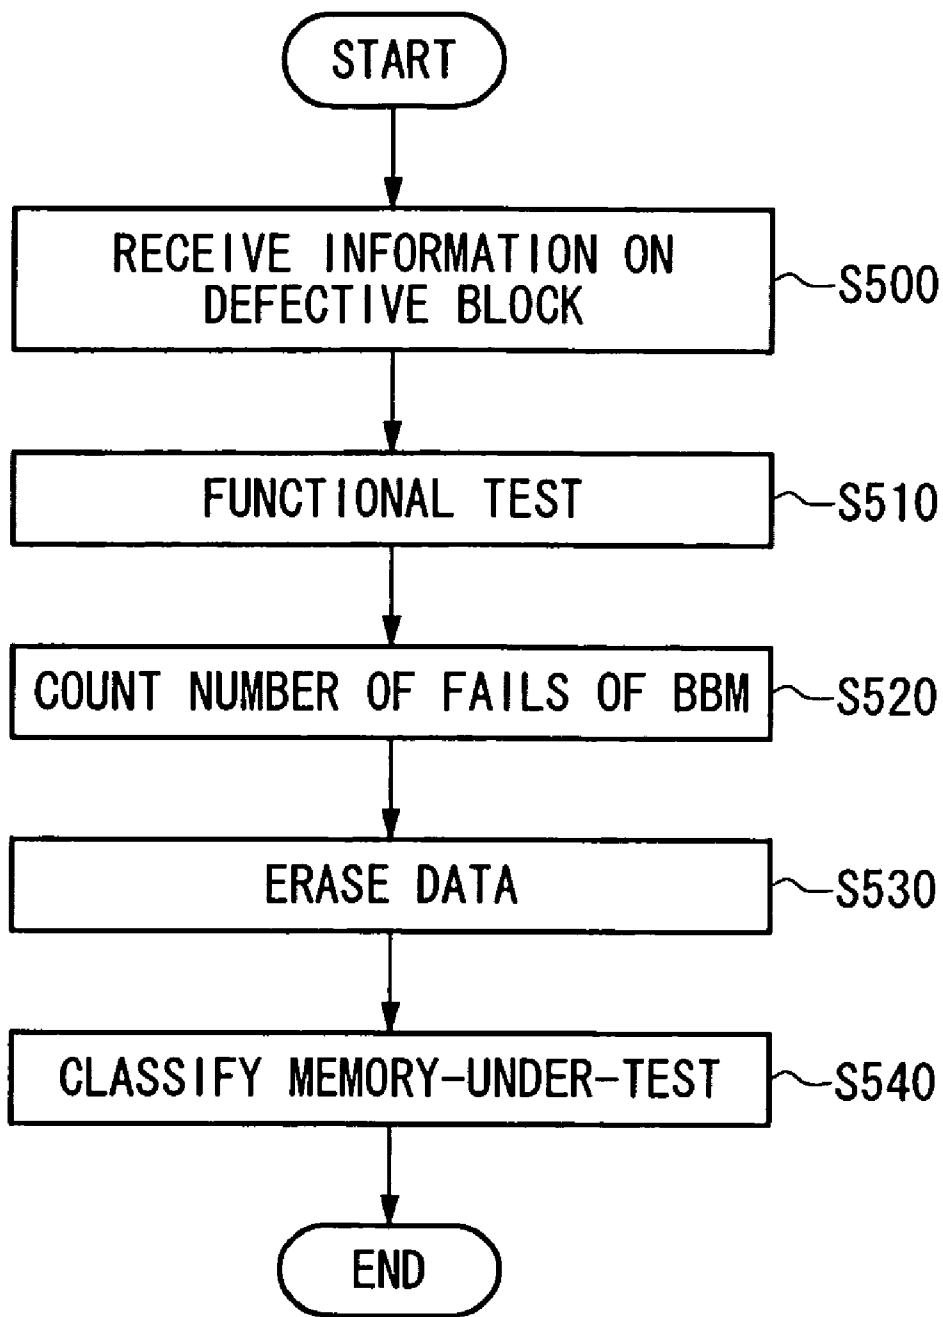 START
RECEIVE INFORMATION ON
DEFECTIVE BLOCK
S500
FUNCTIONAL TEST
S510
COUNT NUMBER OF FAILS OF BBM
S520
ERASE DATA
S530
CLASSIFY MEMORY-UNDER-TEST
S540
END